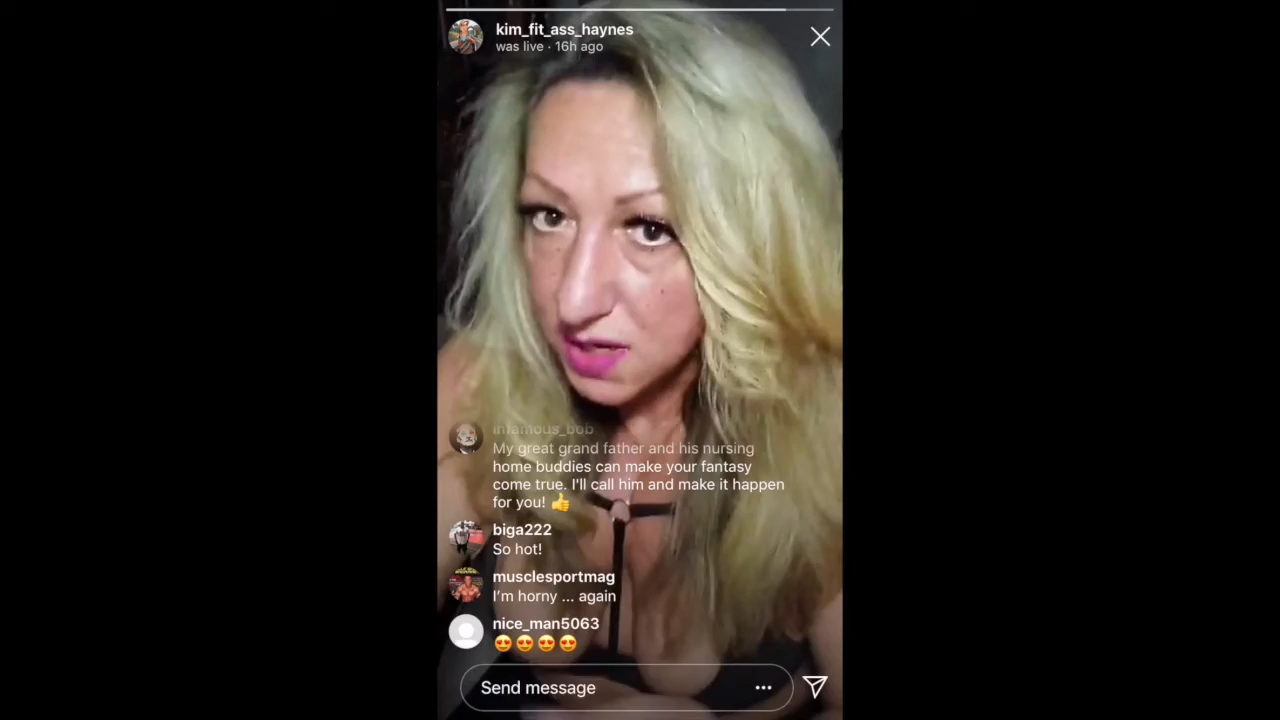 kim_fit_ass_haynes
was live · 16h ago
infamous_bob
My great grand father and his nursing
home buddies can make your fantasy
come true. I'll call him and make it happen
for you! 👍
biga222
So hot!
musclesportmag
I'm horny ... again
nice_man5063
😍😍😍😍
Send message